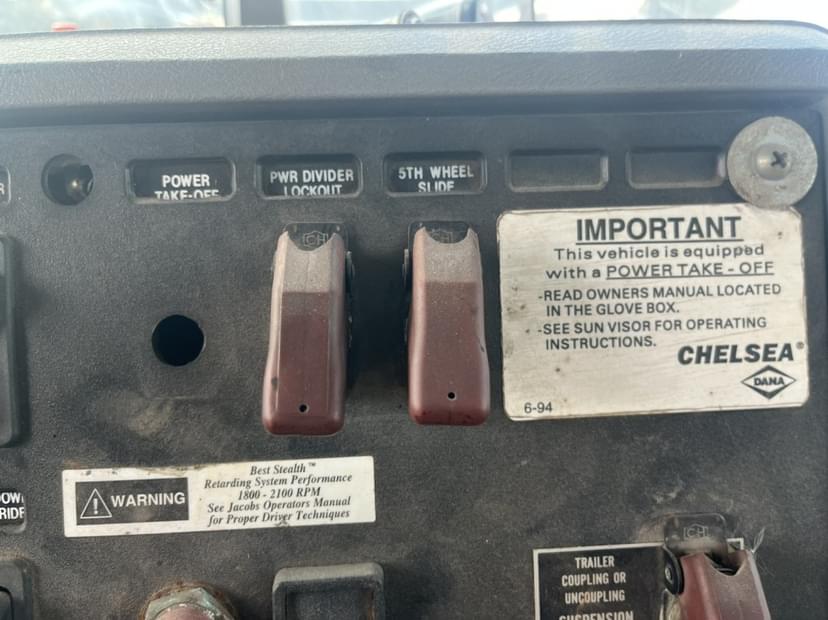 POWER
TAKE-OFF
PWR DIVIDER
LOCKOUT
5TH WHEEL
SLIDE
IMPORTANT
This vehicle is equipped
with a POWER TAKE-OFF
-READ OWNERS MANUAL LOCATED
IN THE GLOVE BOX.
-SEE SUN VISOR FOR OPERATING
INSTRUCTIONS.
CHELSEA®
DANA
6-94
WARNING
Best Stealth™
Retarding System Performance
1800 - 2100 RPM
See Jacobs Operators Manual
for Proper Driver Techniques
TRAILER
COUPLING OR
UNCOUPLING
SUSPENSION